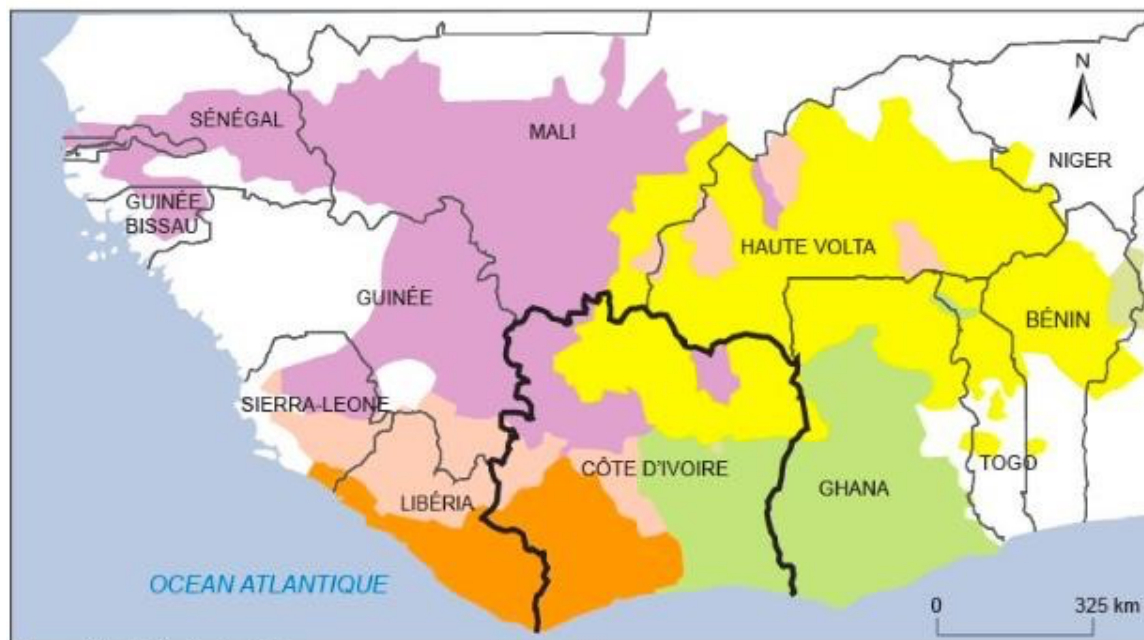 N
SÉNÉGAL
MALI
NIGER
GUINÉE
BISSAU
HAUTE VOLTA
GUINÉE
BÉNIN
SIERRA-LEONE
CÔTE D'IVOIRE
TOGO
LIBÉRIA
GHANA
OCEAN ATLANTIQUE
0 325 km